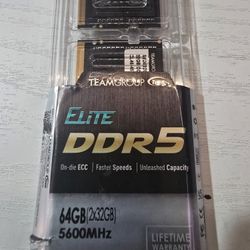 TEAMGROUP
ELITE
DDR5
On-die ECC | Faster Speeds | Unleashed Capacity
64GB(2x32GB)
5600MHz
LIFETIME
WARRANTY